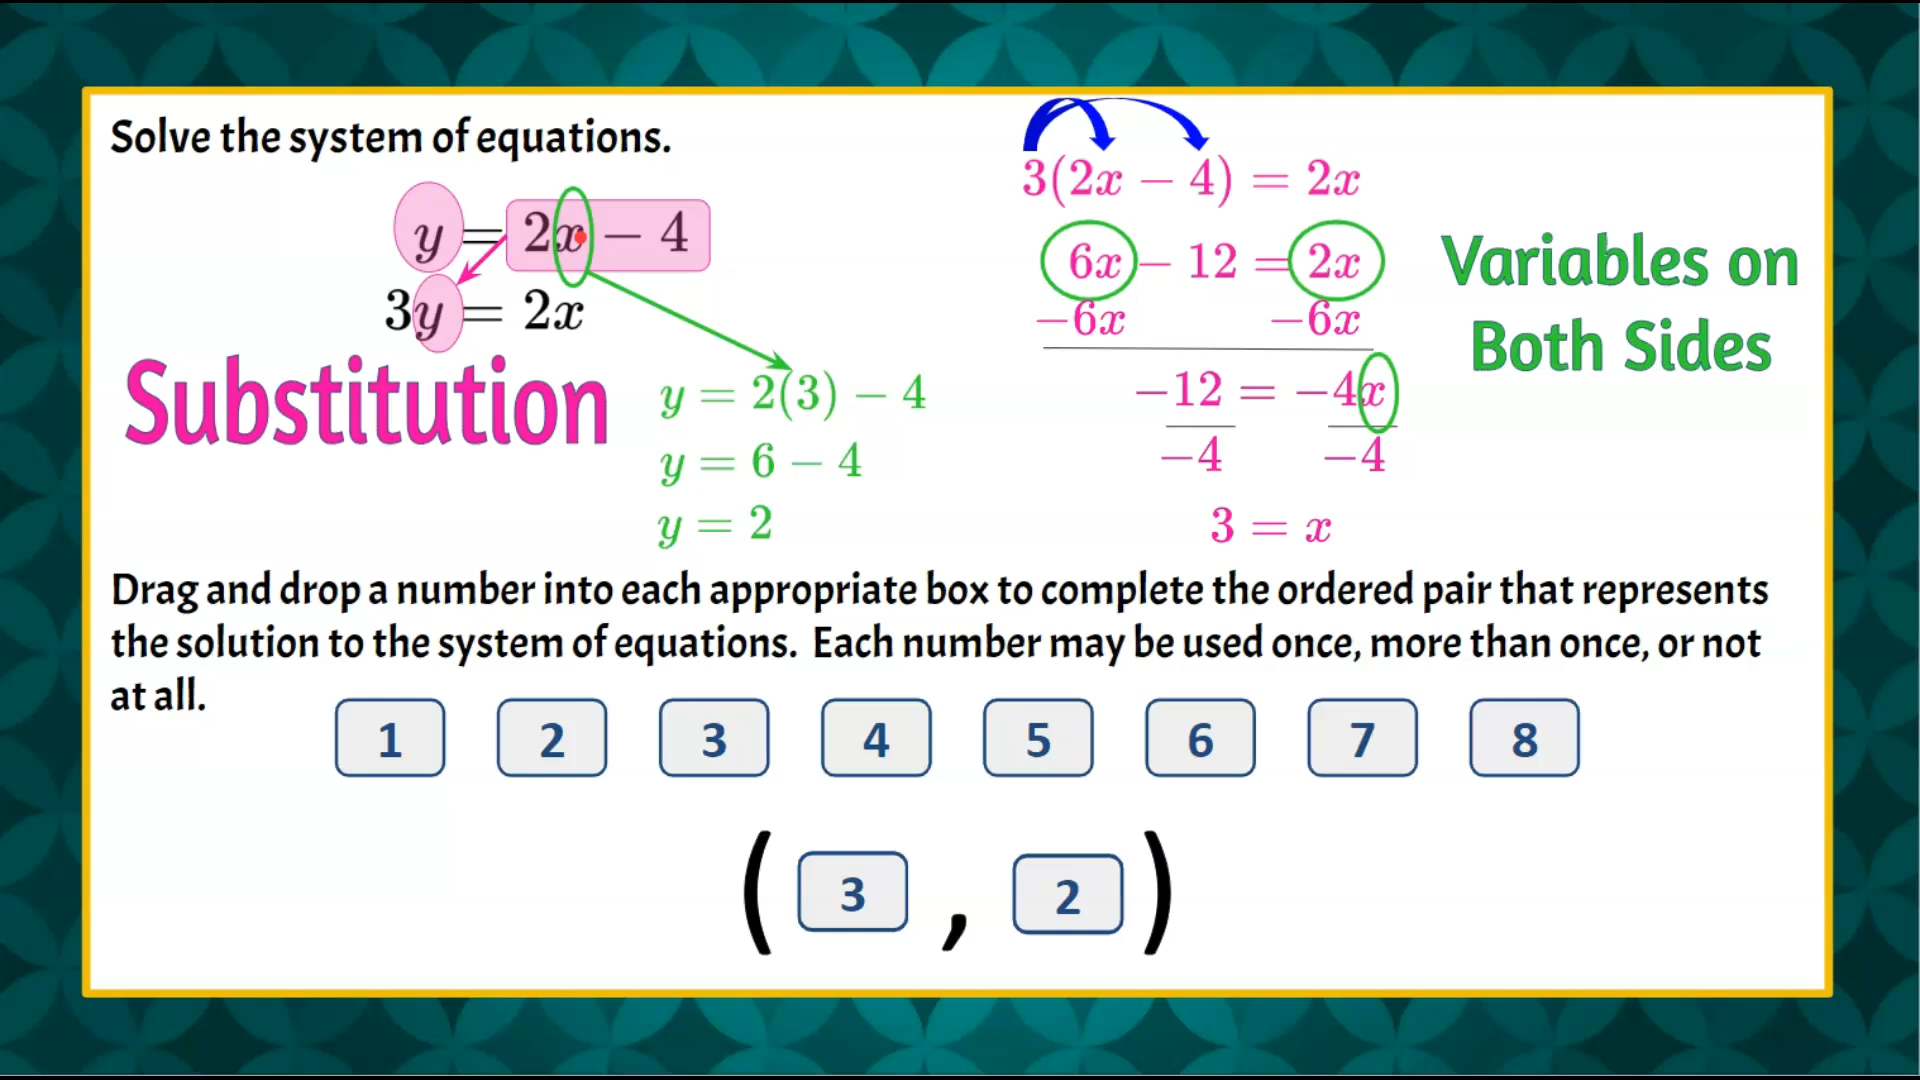 Solve the system of equations.
y = 2x − 4
3y = 2x
Substitution
y = 2(3) − 4
y = 6 − 4
y = 2
3(2x − 4) = 2x
6x − 12 = 2x
−6x −6x
−12 = −4x
−4 −4
3 = x
Variables on
Both Sides
Drag and drop a number into each appropriate box to complete the ordered pair that represents
the solution to the system of equations. Each number may be used once, more than once, or not
at all.
1 2 3 4 5 6 7 8
( 3 , 2 )